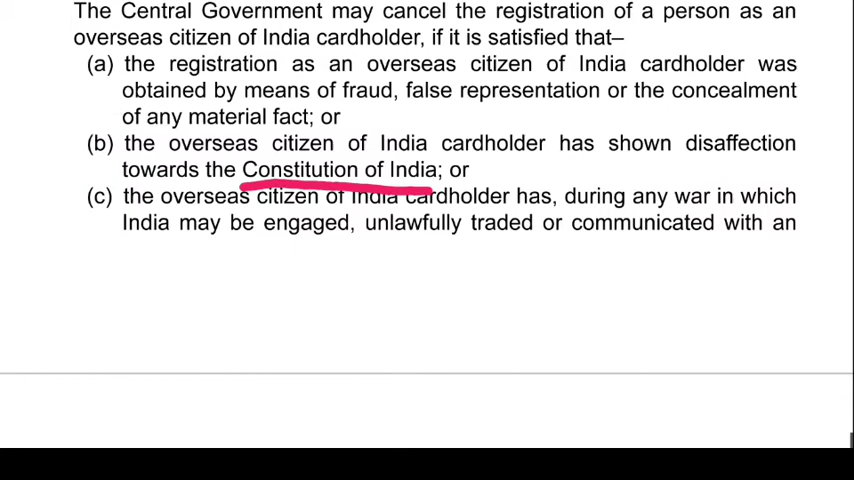 The Central Government may cancel the registration of a person as an
overseas citizen of India cardholder, if it is satisfied that–
(a) the registration as an overseas citizen of India cardholder was
obtained by means of fraud, false representation or the concealment
of any material fact; or
(b) the overseas citizen of India cardholder has shown disaffection
towards the Constitution of India; or
(c) the overseas citizen of India cardholder has, during any war in which
India may be engaged, unlawfully traded or communicated with an